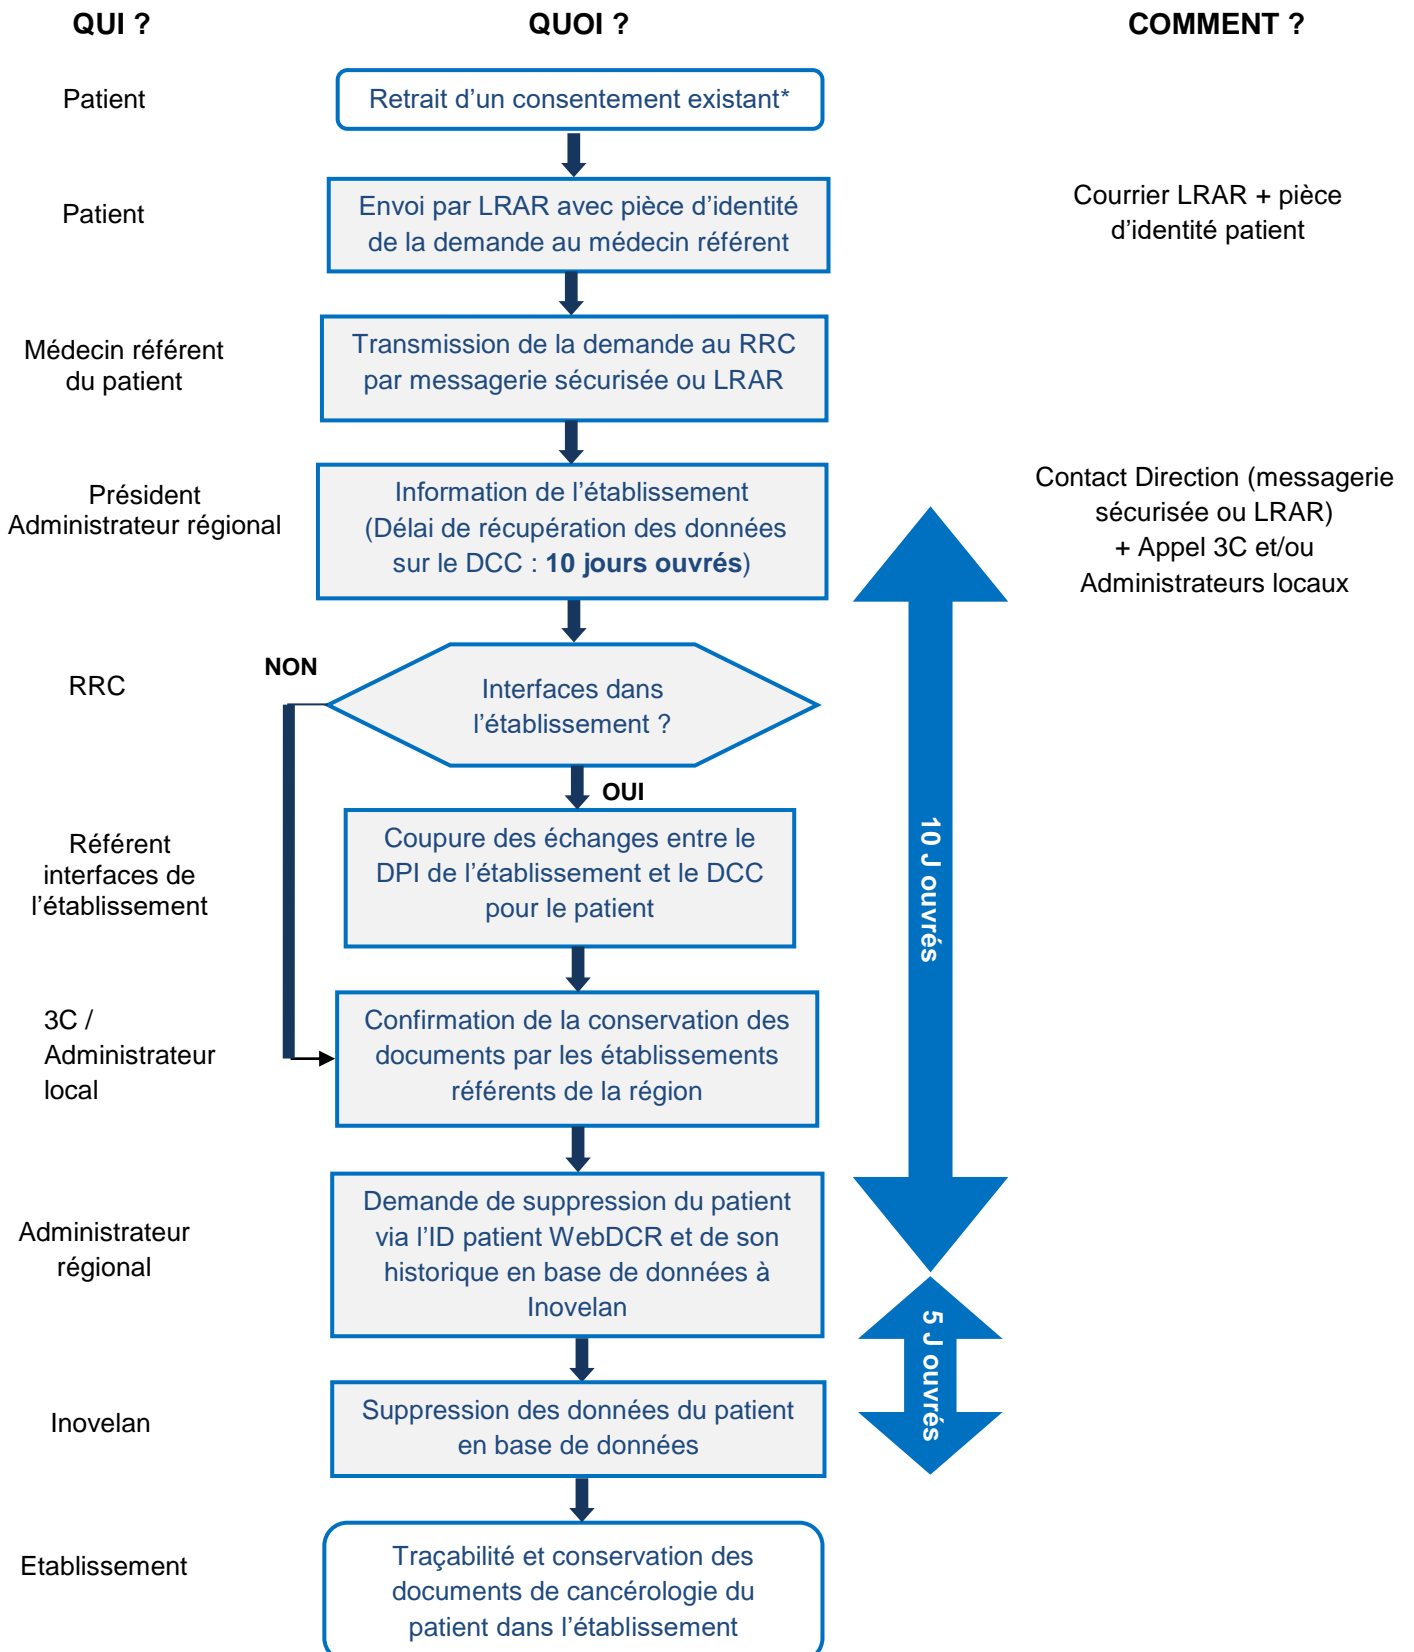 QUI ?
QUOI ?
COMMENT ?
Patient
Retrait d’un consentement existant*
Patient
Envoi par LRAR avec pièce d’identité
de la demande au médecin référent
Courrier LRAR + pièce
d’identité patient
Médecin référent
du patient
Transmission de la demande au RRC
par messagerie sécurisée ou LRAR
Président
Administrateur régional
Information de l’établissement
(Délai de récupération des données
sur le DCC : 10 jours ouvrés)
Contact Direction (messagerie
sécurisée ou LRAR)
+ Appel 3C et/ou
Administrateurs locaux
RRC
NON
Interfaces dans
l’établissement ?
OUI
Référent
interfaces de
l’établissement
Coupure des échanges entre le
DPI de l’établissement et le DCC
pour le patient
10 J ouvrés
3C /
Administrateur
local
Confirmation de la conservation des
documents par les établissements
référents de la région
Administrateur
régional
Demande de suppression du patient
via l’ID patient WebDCR et de son
historique en base de données à
Inovelan
5 J ouvrés
Inovelan
Suppression des données du patient
en base de données
Etablissement
Traçabilité et conservation des
documents de cancérologie du
patient dans l’établissement